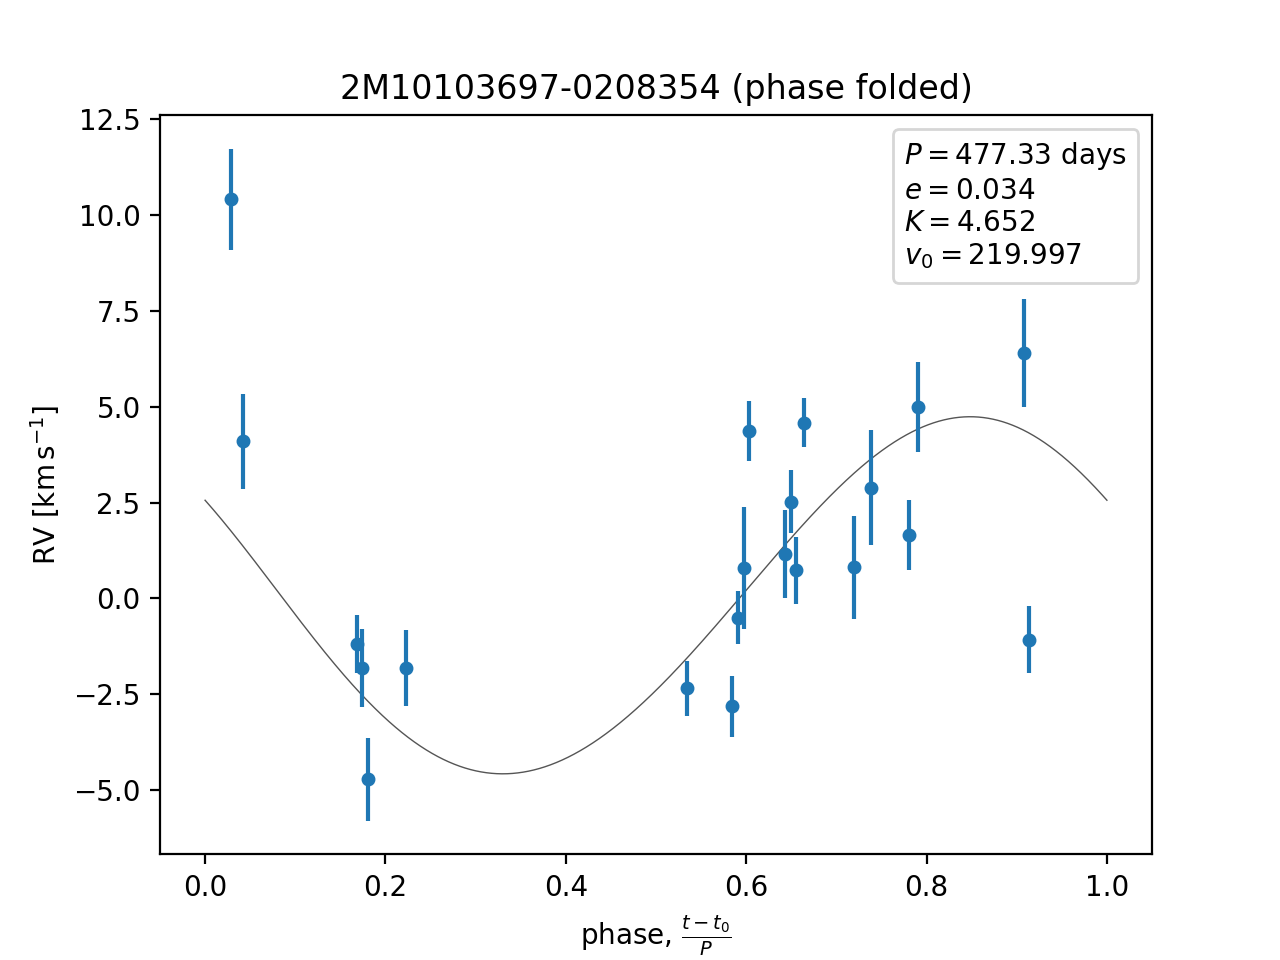 2M10103697-0208354 (phase folded)
P = 477.33 days
e = 0.034
K = 4.652
v₀ = 219.997
12.5
10.0
7.5
5.0
2.5
0.0
−2.5
−5.0
RV [km s⁻¹]
0.0 0.2 0.4 0.6 0.8 1.0
phase, (t − t₀)/P